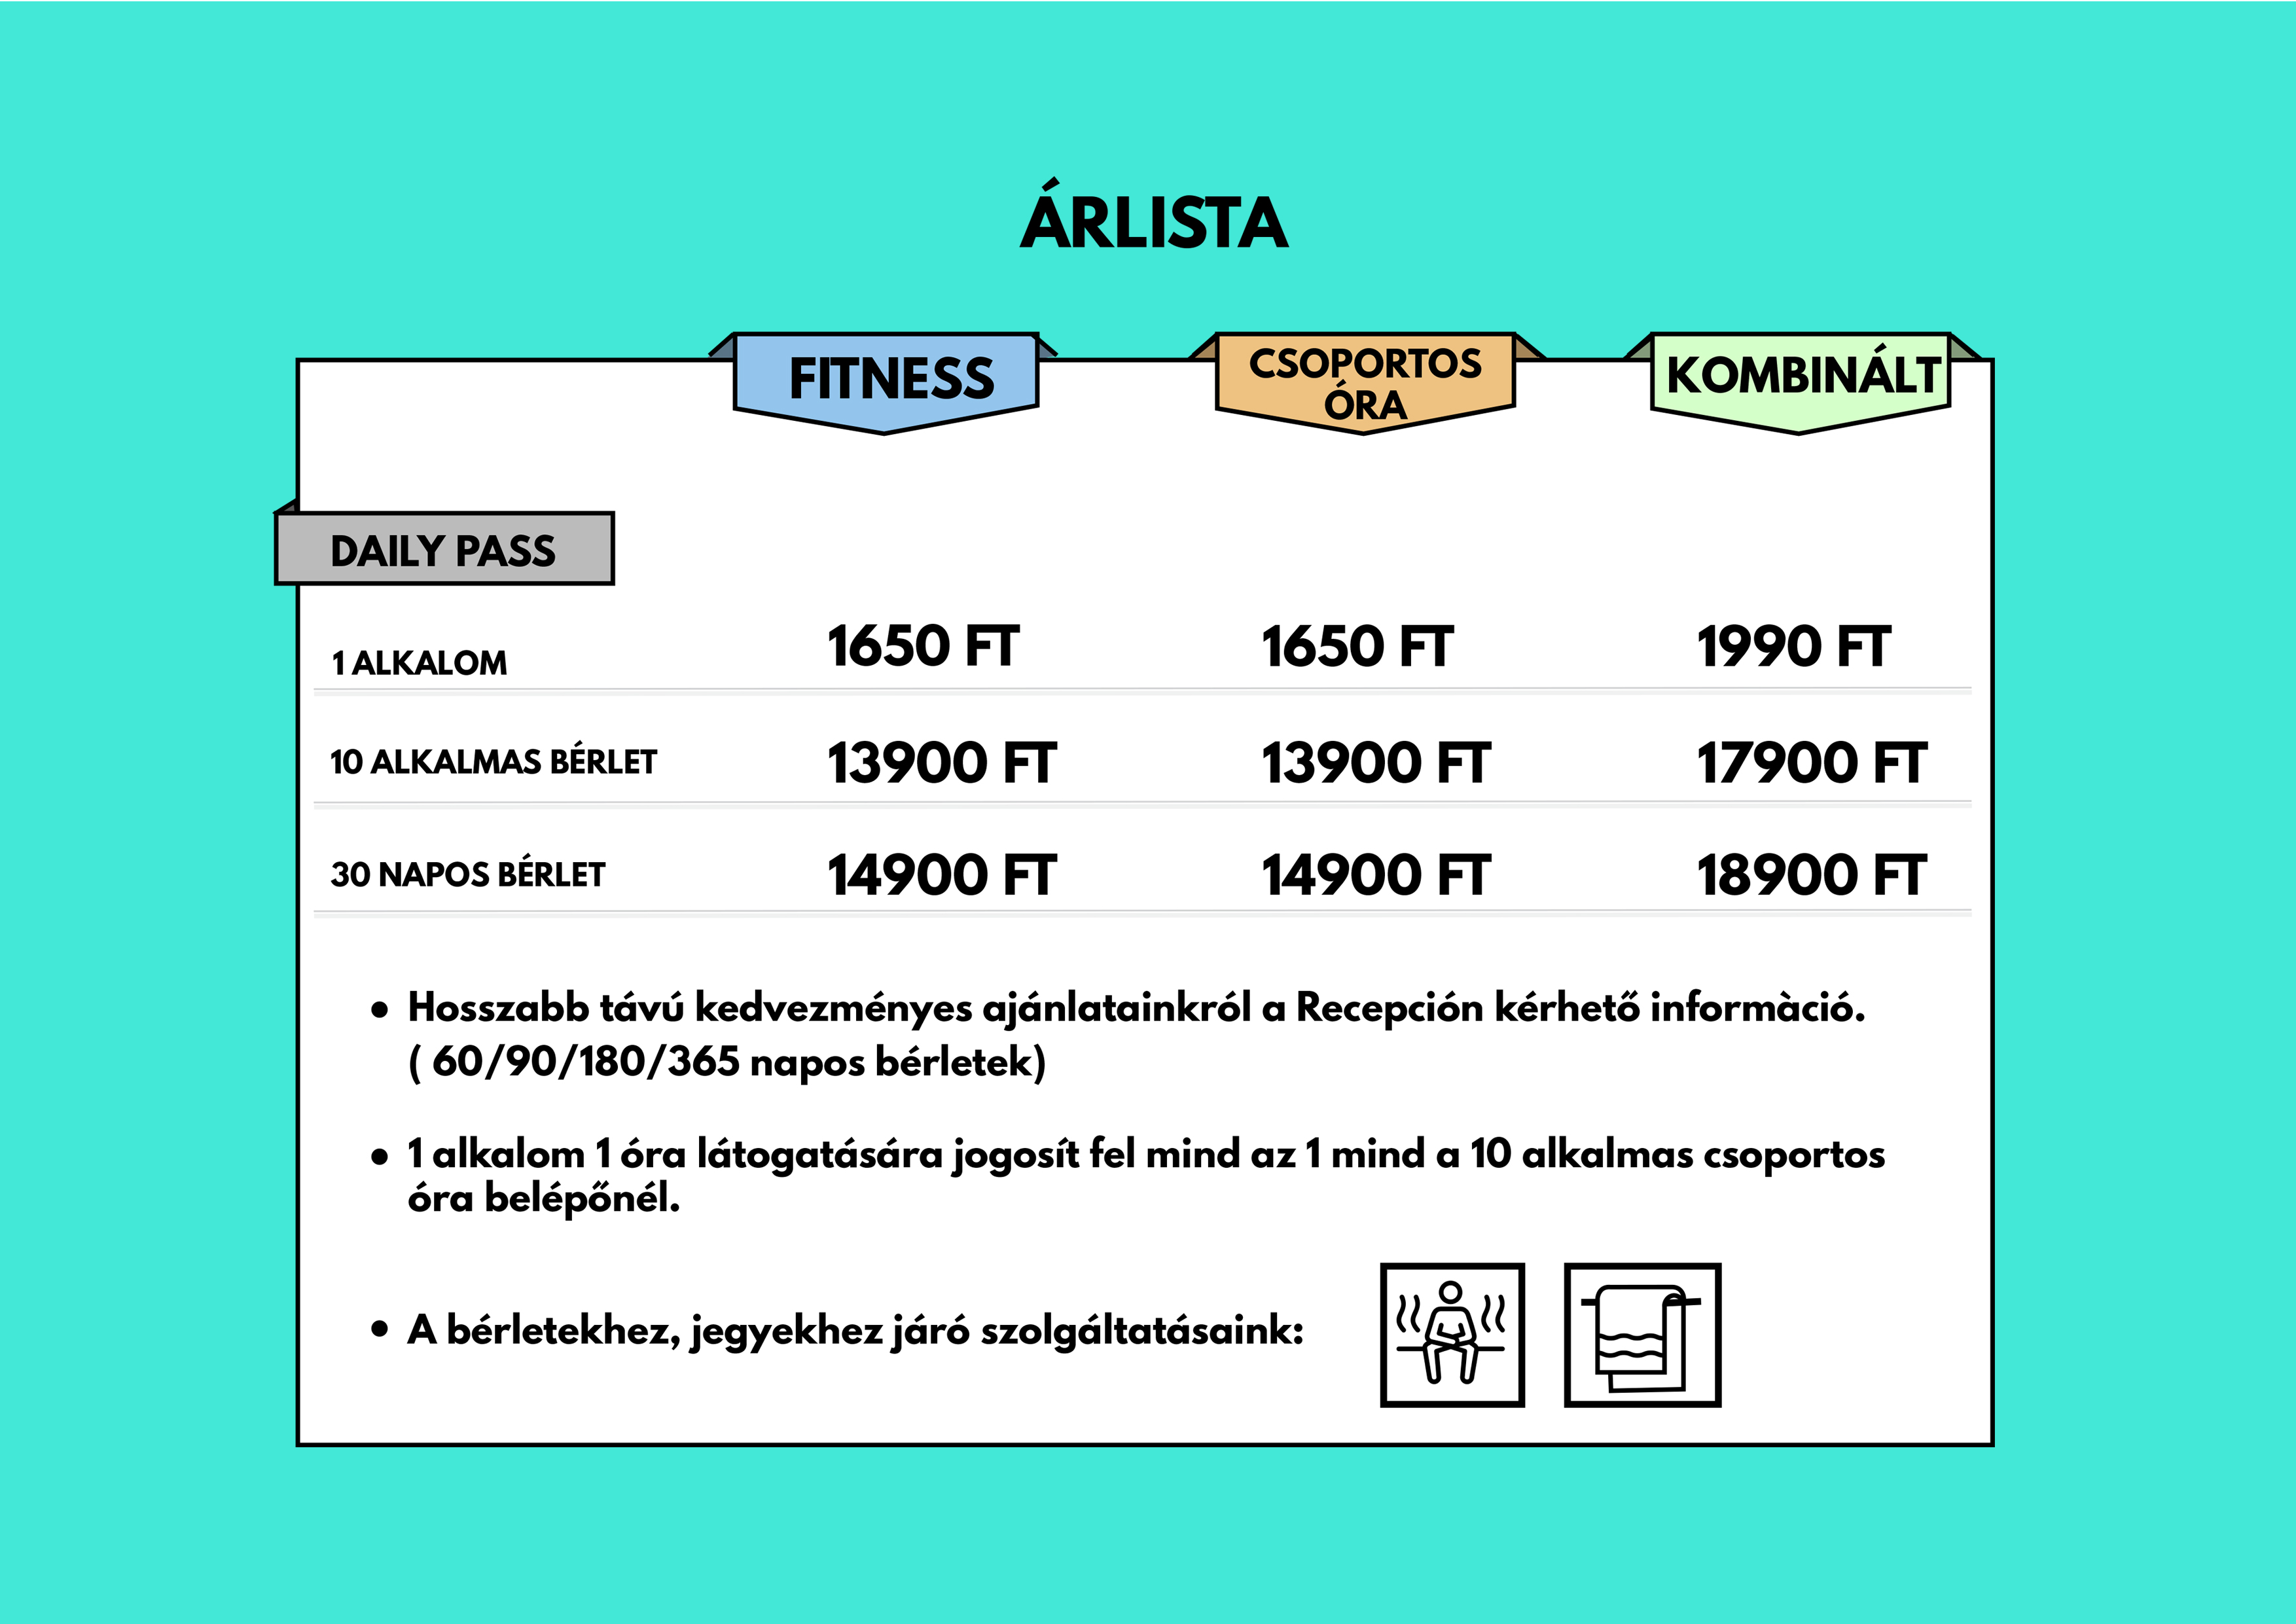 ÁRLISTA
FITNESS
CSOPORTOS
ÓRA
KOMBINÁLT
DAILY PASS
1 ALKALOM 1650 FT 1650 FT 1990 FT
10 ALKALMAS BÉRLET 13900 FT 13900 FT 17900 FT
30 NAPOS BÉRLET 14900 FT 14900 FT 18900 FT
• Hosszabb távú kedvezményes ajánlatainkról a Recepción kérhető informàció.
( 60/90/180/365 napos bérletek)
• 1 alkalom 1 óra látogatására jogosít fel mind az 1 mind a 10 alkalmas csoportos
óra belépőnél.
• A bérletekhez, jegyekhez járó szolgáltatásaink: